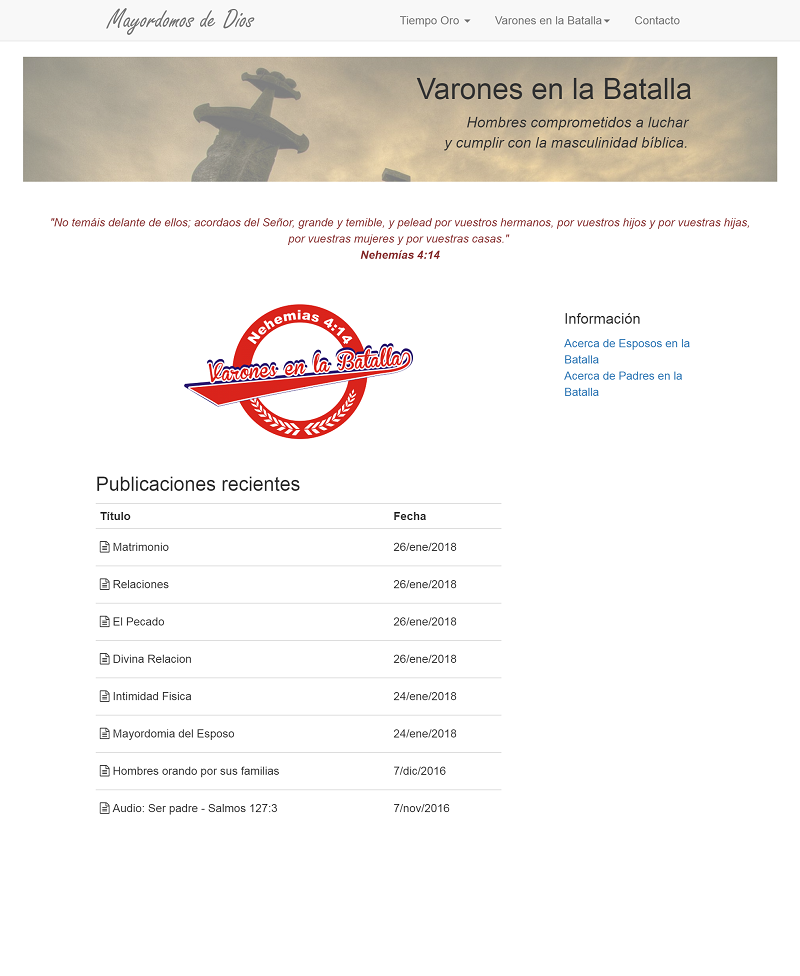 Mayordomos de Dios
Tiempo Oro
Varones en la Batalla
Contacto
Varones en la Batalla
Hombres comprometidos a luchar
y cumplir con la masculinidad bíblica.
"No temáis delante de ellos; acordaos del Señor, grande y temible, y pelead por vuestros hermanos, por vuestros hijos y por vuestras hijas,
por vuestras mujeres y por vuestras casas."
Nehemías 4:14
Nehemias 4:14
Varones en la Batalla
Información
Acerca de Esposos en la
Batalla
Acerca de Padres en la
Batalla
Publicaciones recientes
Título Fecha
Matrimonio 26/ene/2018
Relaciones 26/ene/2018
El Pecado 26/ene/2018
Divina Relacion 26/ene/2018
Intimidad Fisica 24/ene/2018
Mayordomia del Esposo 24/ene/2018
Hombres orando por sus familias 7/dic/2016
Audio: Ser padre - Salmos 127:3 7/nov/2016